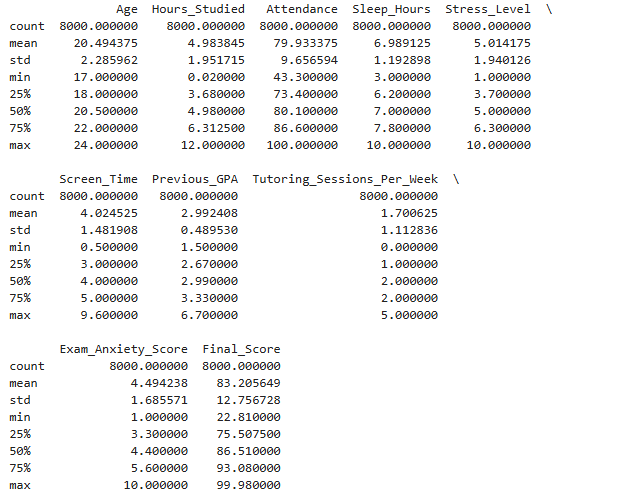 Age Hours_Studied Attendance Sleep_Hours Stress_Level \
count 8000.000000 8000.000000 8000.000000 8000.000000 8000.000000
mean 20.494375 4.983845 79.933375 6.989125 5.014175
std 2.285962 1.951715 9.656594 1.192898 1.940126
min 17.000000 0.020000 43.300000 3.000000 1.000000
25% 18.000000 3.680000 73.400000 6.200000 3.700000
50% 20.500000 4.980000 80.100000 7.000000 5.000000
75% 22.000000 6.312500 86.600000 7.800000 6.300000
max 24.000000 12.000000 100.000000 10.000000 10.000000
Screen_Time Previous_GPA Tutoring_Sessions_Per_Week \
count 8000.000000 8000.000000 8000.000000
mean 4.024525 2.992408 1.700625
std 1.481908 0.489530 1.112836
min 0.500000 1.500000 0.000000
25% 3.000000 2.670000 1.000000
50% 4.000000 2.990000 2.000000
75% 5.000000 3.330000 2.000000
max 9.600000 6.700000 5.000000
Exam_Anxiety_Score Final_Score
count 8000.000000 8000.000000
mean 4.494238 83.205649
std 1.685571 12.756728
min 1.000000 22.810000
25% 3.300000 75.507500
50% 4.400000 86.510000
75% 5.600000 93.080000
max 10.000000 99.980000